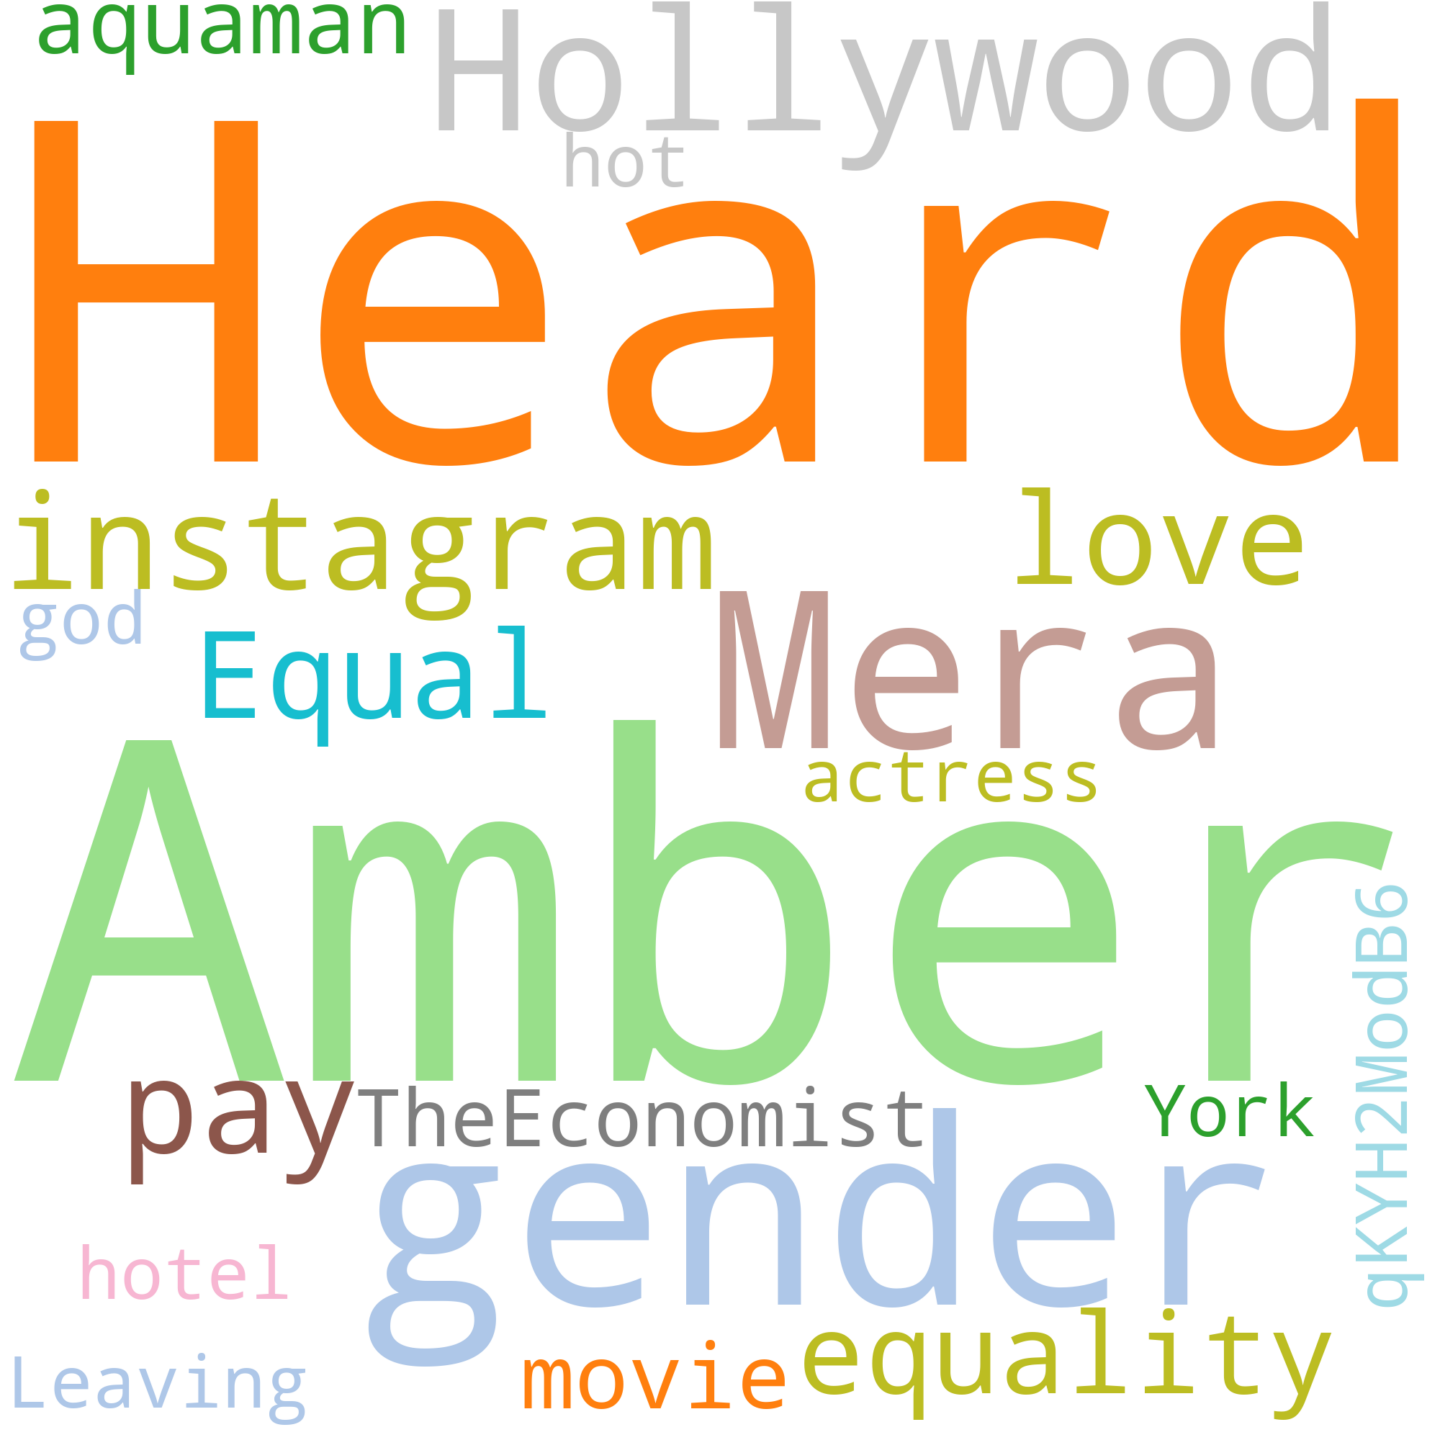 aquaman
Hollywood
hot
Heard
instagram
love
god
Equal
Mera
actress
Amber
qKYH2ModB6
pay
TheEconomist
York
gender
hotel
equality
Leaving
movie